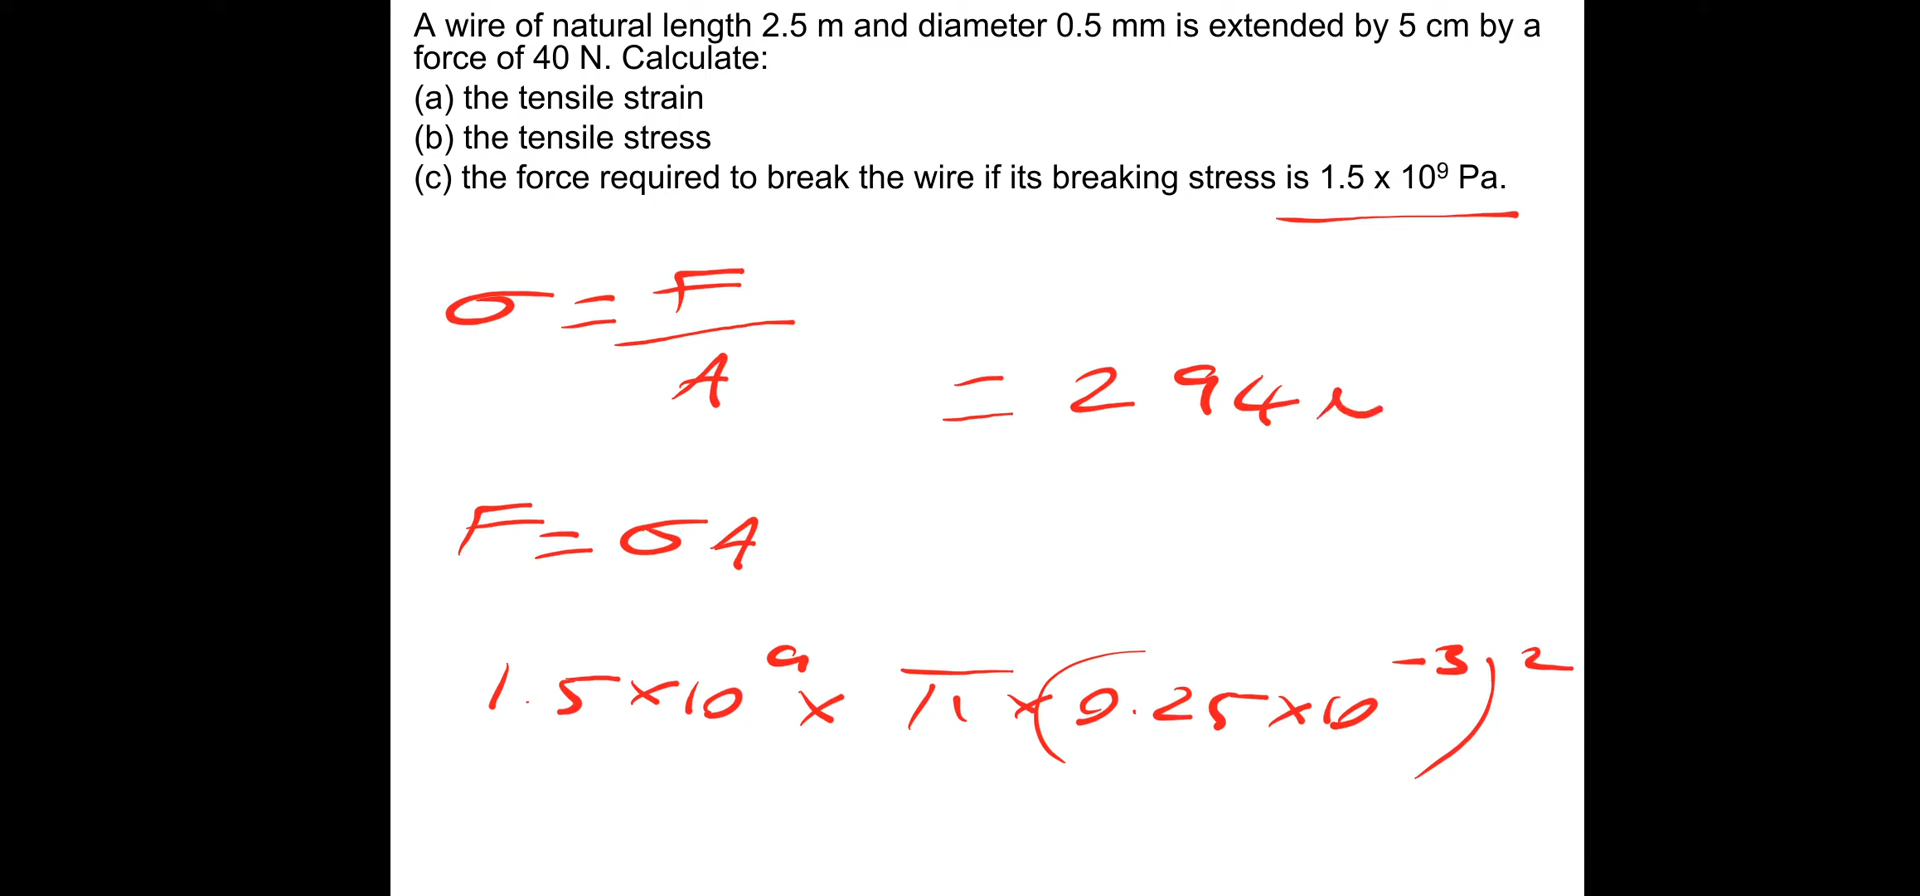 A wire of natural length 2.5 m and diameter 0.5 mm is extended by 5 cm by a
force of 40 N. Calculate:
(a) the tensile strain
(b) the tensile stress
(c) the force required to break the wire if its breaking stress is 1.5 x 10⁹ Pa.
σ = F
A
= 294 N
F = σA
1.5 × 10⁹ × π × (0.25 × 10⁻³)²